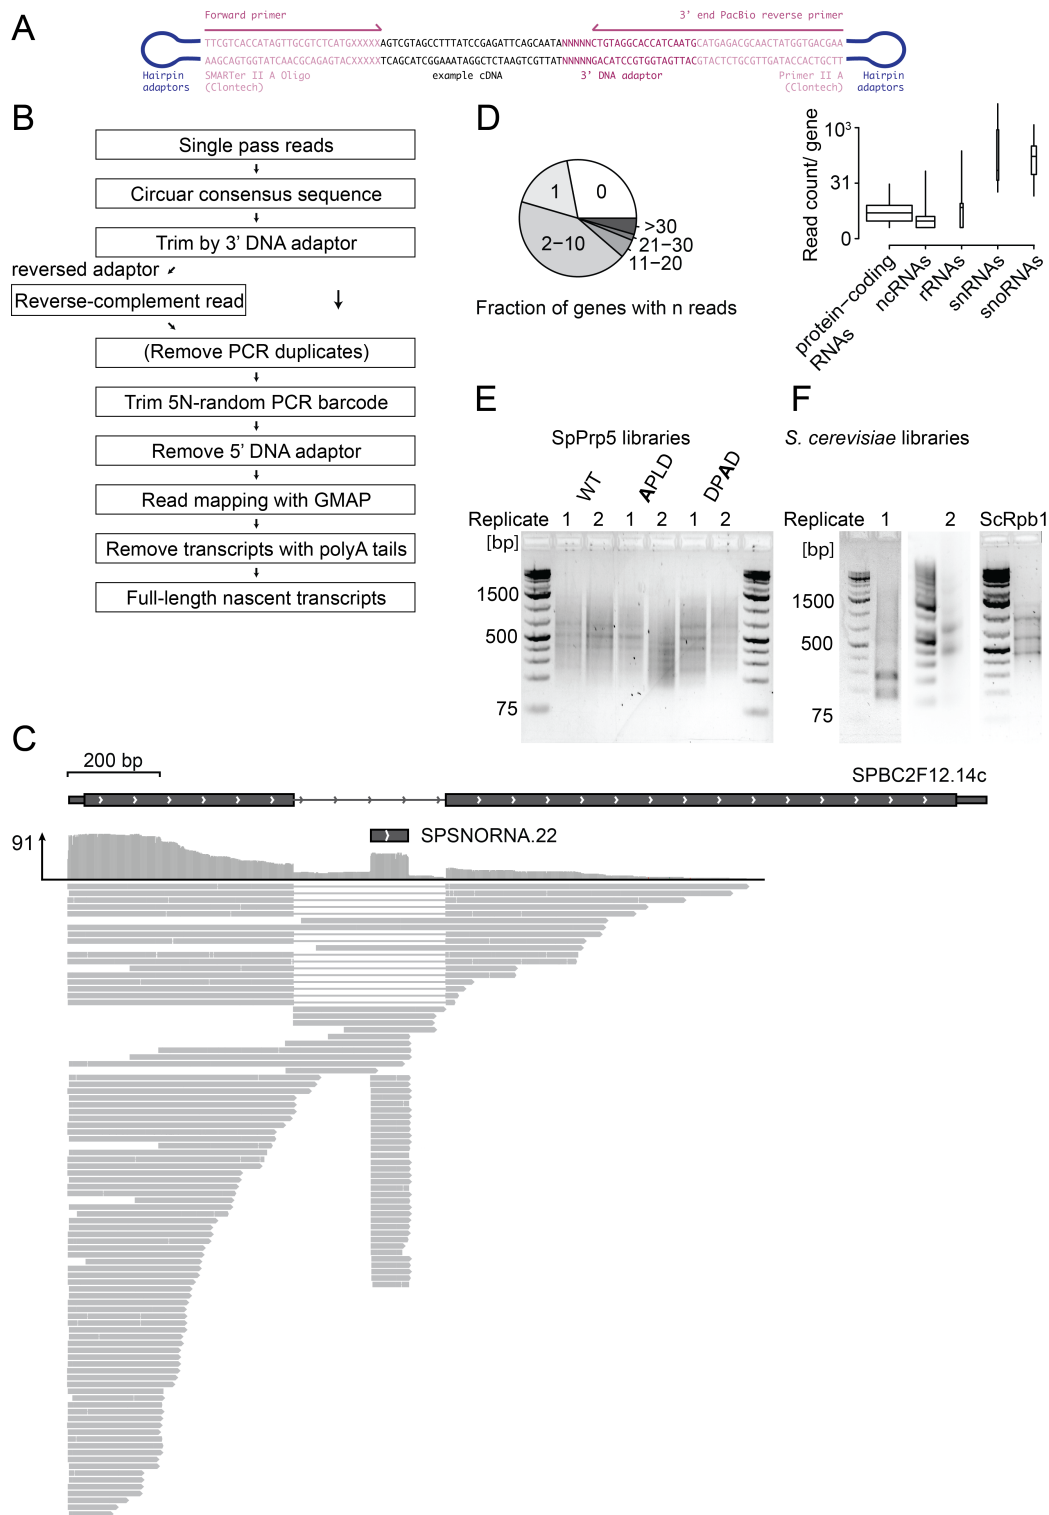 A
Forward primer
3’ end PacBio reverse primer
TTCGTCACCATAGTTGCGTCTCATGXXXXXAGTCGTAGCCTTTATCCGAGATTCAGCAATANNNNNCTGTAGGCACCATCAATGCATGAGACGCAACTATGGTGACGAA
AAGCAGTGGTATCAACGCAGAGTACXXXXXTCAGCATCGGAAATAGGCTCTAAGTCGTTATNNNNNGACATCCGTGGTAGTTACGTACTCTGCGTTGATACCACTGCTT
Hairpin adaptors
SMARTer II A Oligo (Clontech)
example cDNA
3’ DNA adaptor
Primer II A (Clontech)
Hairpin adaptors
B
Single pass reads
Circuar consensus sequence
Trim by 3’ DNA adaptor
reversed adaptor
Reverse-complement read
(Remove PCR duplicates)
Trim 5N-random PCR barcode
Remove 5’ DNA adaptor
Read mapping with GMAP
Remove transcripts with polyA tails
Full-length nascent transcripts
D
0
1
2−10
>30
21−30
11−20
Fraction of genes with n reads
Read count/ gene
10³
31
0
protein−coding RNAs
ncRNAs
rRNAs
snRNAs
snoRNAs
E
SpPrp5 libraries
WT
APLD
DPAD
Replicate 1 2 1 2 1 2
[bp]
1500
500
75
F
S. cerevisiae libraries
Replicate 1 2 ScRpb1
[bp]
1500
500
75
C
200 bp
SPBC2F12.14c
91
SPSNORNA.22